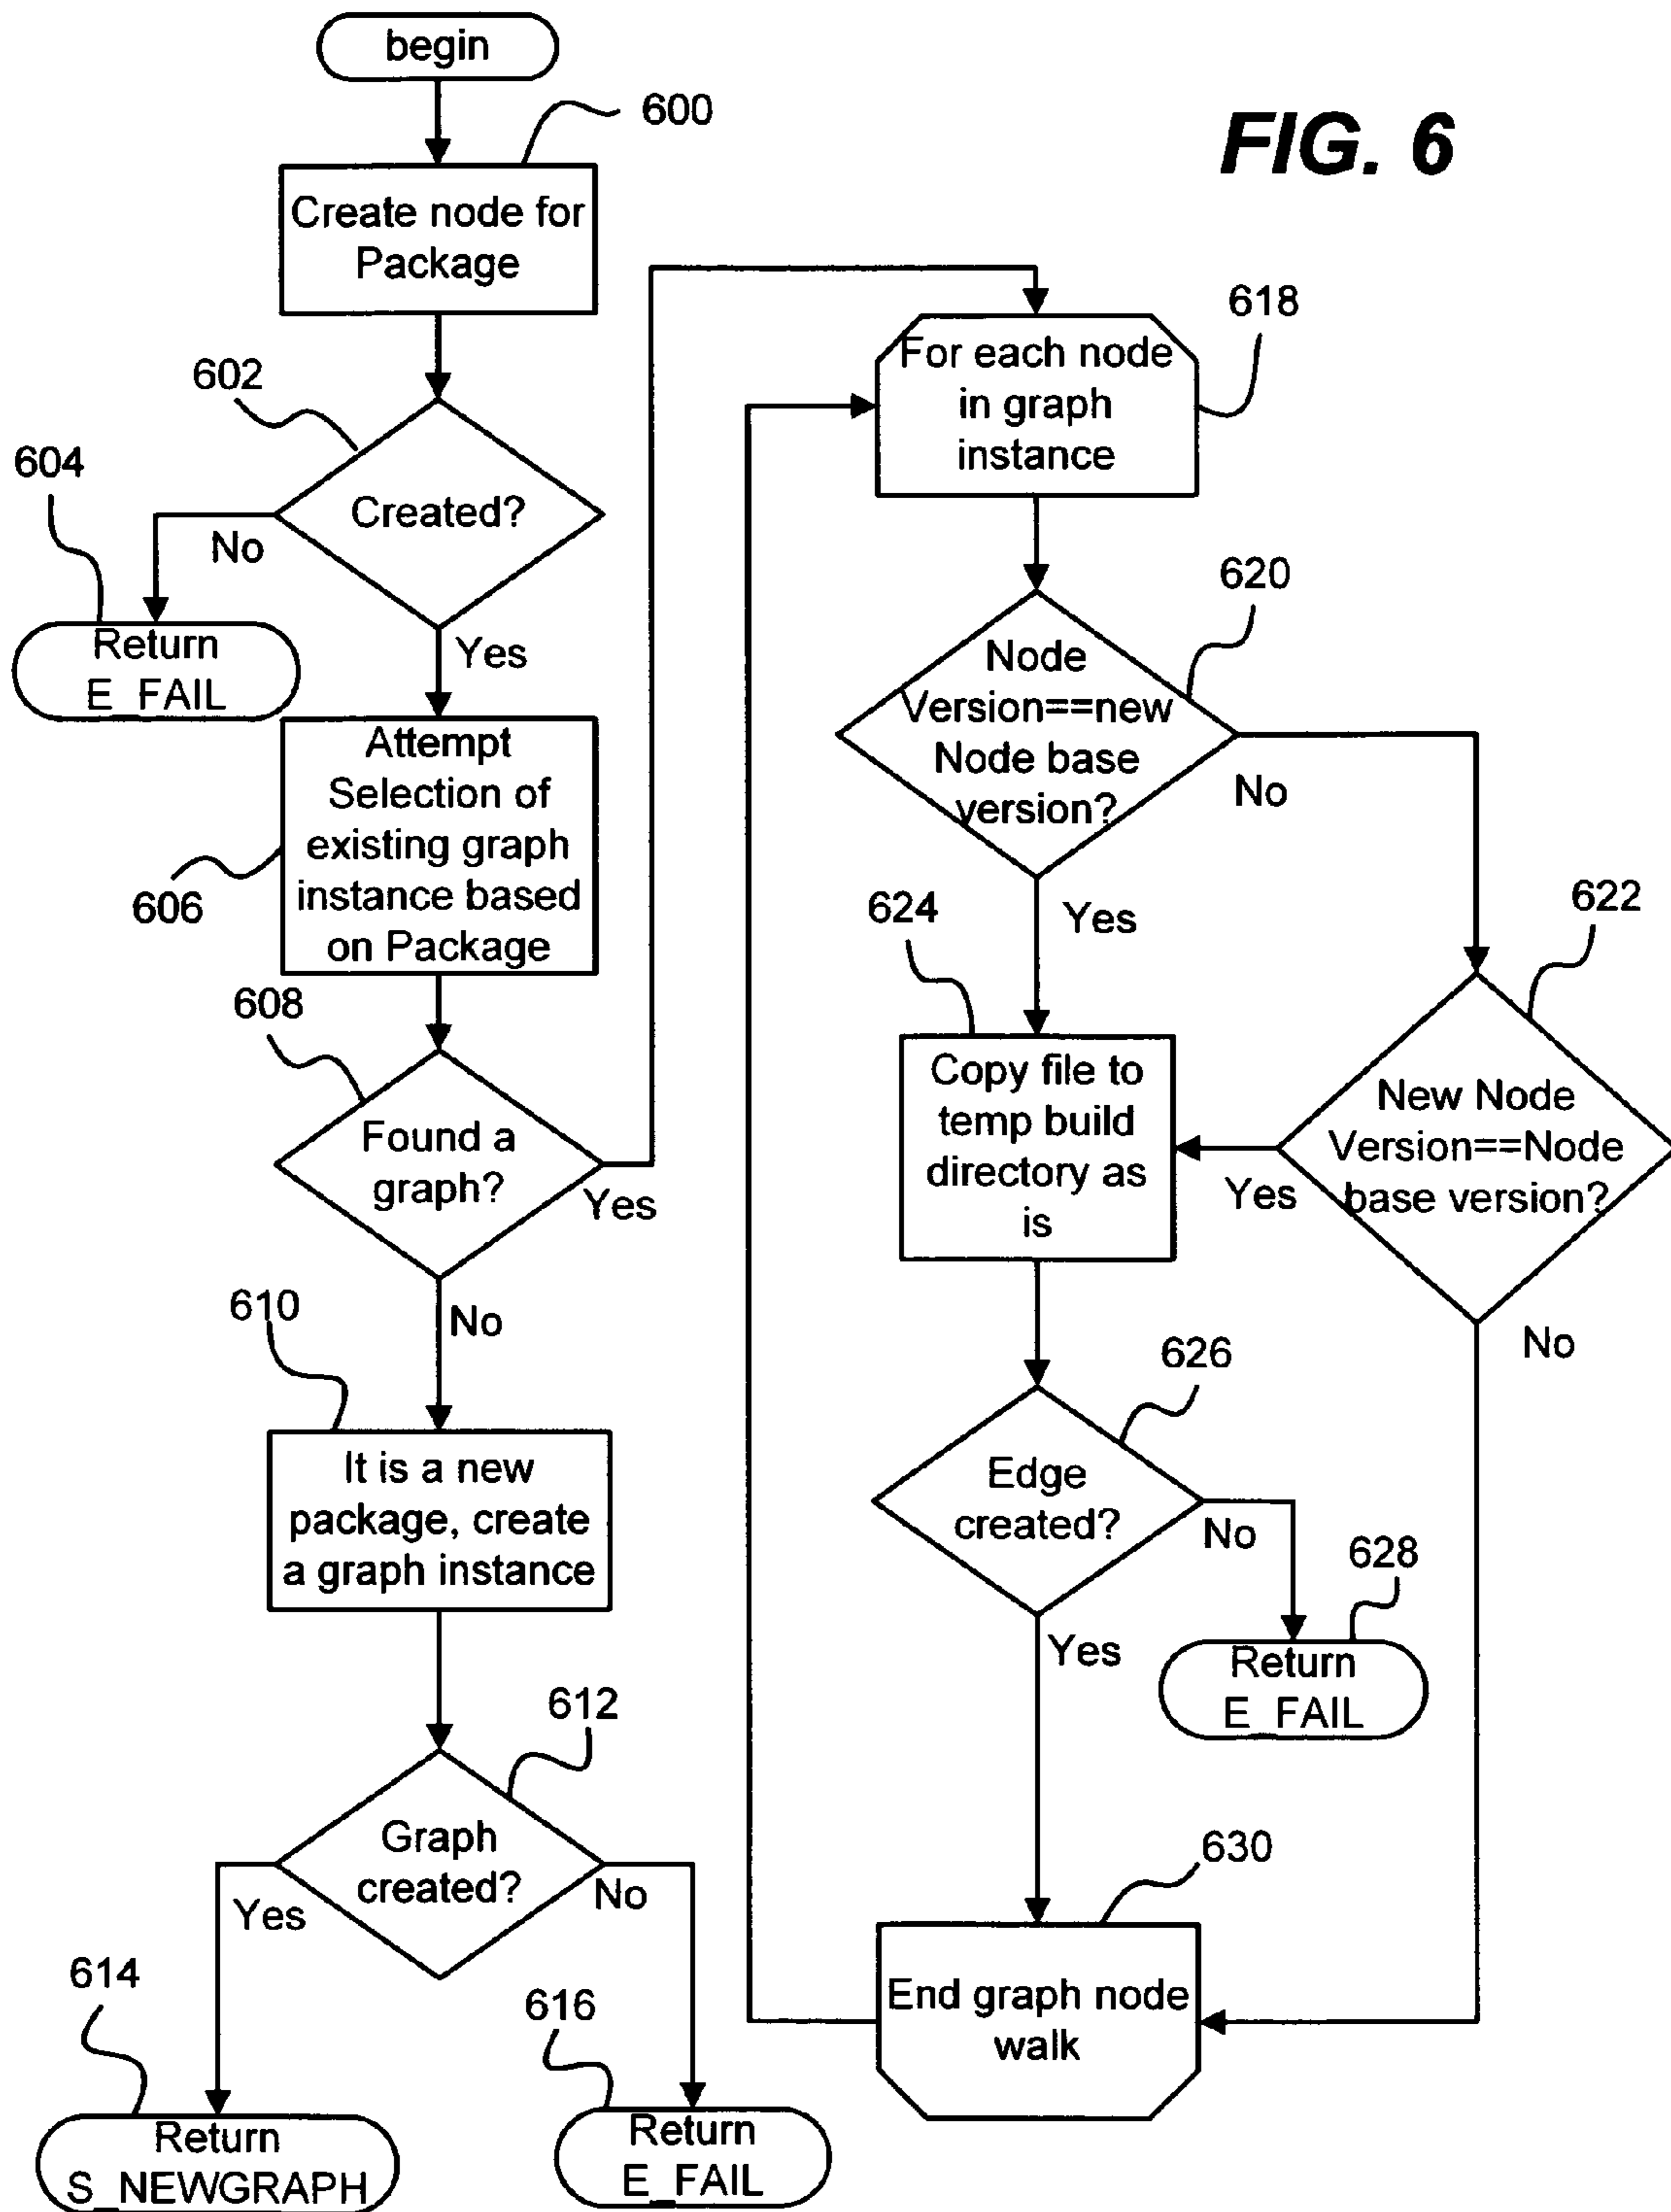 begin
600
FIG. 6
Create node for
Package
602
Created?
604
No
Return
E_FAIL
Yes
Attempt
Selection of
existing graph
instance based
on Package
606
608
Found a
graph?
Yes
No
610
It is a new
package, create
a graph instance
612
Graph
created?
Yes
No
614
Return
S_NEWGRAPH
616
Return
E_FAIL
618
For each node
in graph
instance
620
Node
Version==new
Node base
version?
No
Yes
622
New Node
Version==Node
base version?
Yes
No
624
Copy file to
temp build
directory as
is
626
Edge
created?
No
628
Return
E_FAIL
Yes
630
End graph node
walk